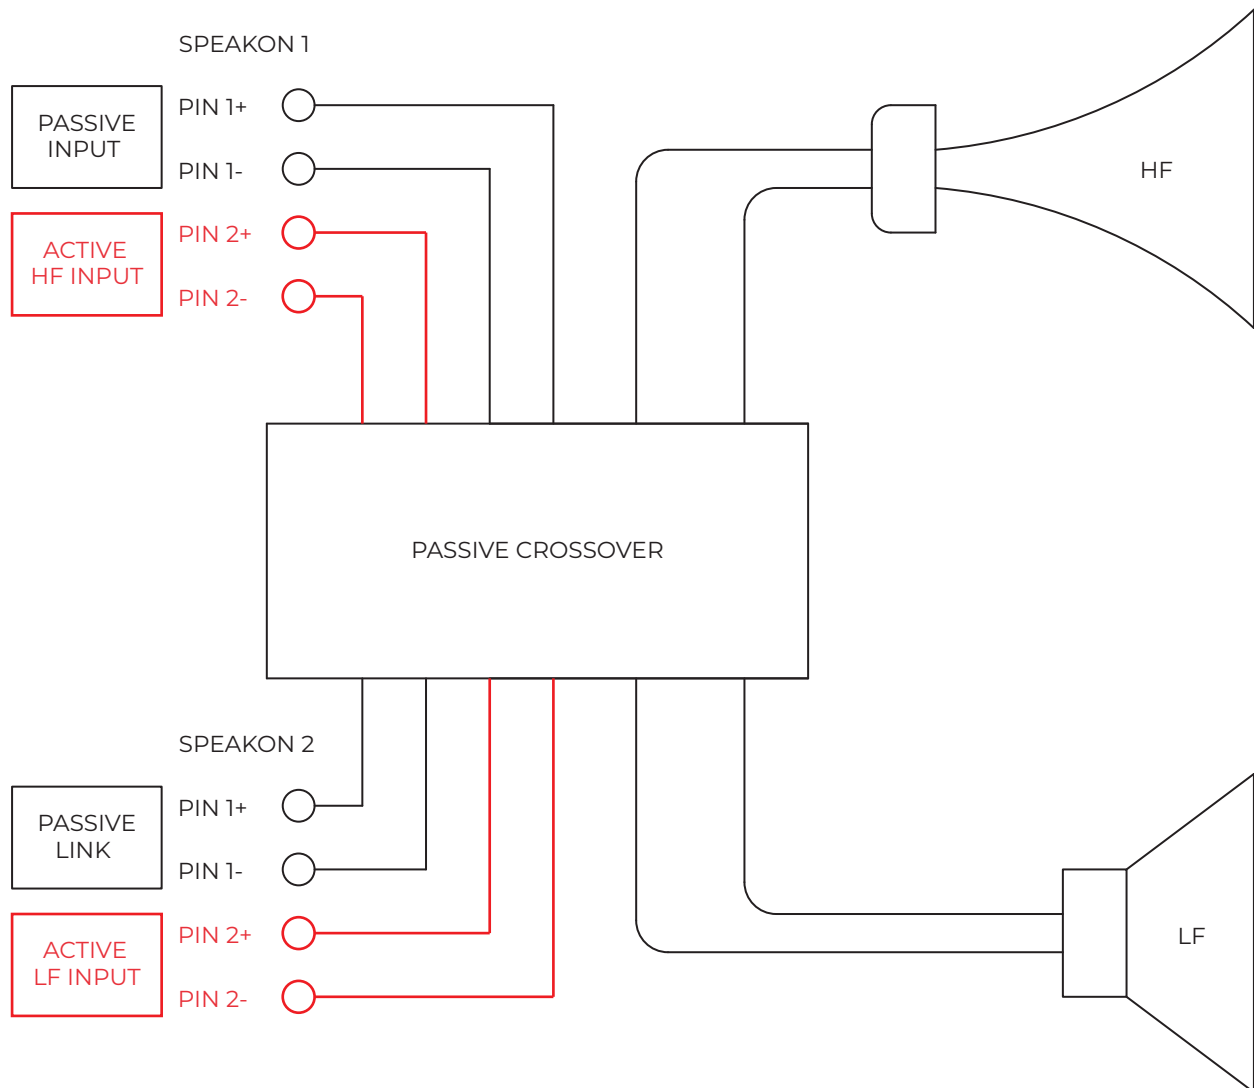 SPEAKON 1
PASSIVE
INPUT
PIN 1+
PIN 1-
ACTIVE
HF INPUT
PIN 2+
PIN 2-
HF
PASSIVE CROSSOVER
SPEAKON 2
PASSIVE
LINK
PIN 1+
PIN 1-
ACTIVE
LF INPUT
PIN 2+
PIN 2-
LF